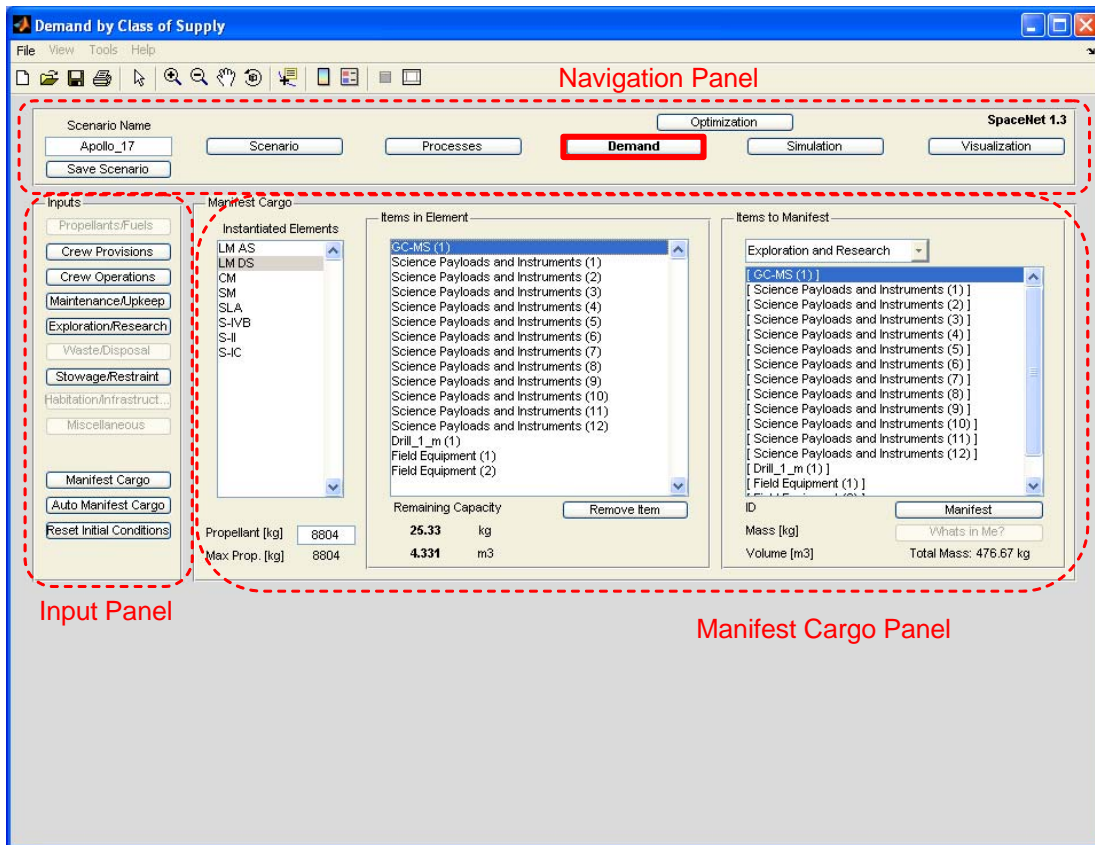 Demand by Class of Supply
File View Tools Help
Navigation Panel
Optimization
SpaceNet 1.3
Scenario Name
Apollo_17
Scenario
Processes
Demand
Simulation
Visualization
Save Scenario
Inputs
Propellants/Fuels
Crew Provisions
Crew Operations
Maintenance/Upkeep
Exploration/Research
Waste/Disposal
Stowage/Restraint
Habitation/Infrastruct...
Miscellaneous
Manifest Cargo
Auto Manifest Cargo
Reset Initial Conditions
Manifest Cargo
Instantiated Elements
LM AS
LM DS
CM
SM
SLA
S-IVB
S-II
S-IC
Propellant [kg] 8804
Max Prop. [kg] 8804
Items in Element
GC-MS (1)
Science Payloads and Instruments (1)
Science Payloads and Instruments (2)
Science Payloads and Instruments (3)
Science Payloads and Instruments (4)
Science Payloads and Instruments (5)
Science Payloads and Instruments (6)
Science Payloads and Instruments (7)
Science Payloads and Instruments (8)
Science Payloads and Instruments (9)
Science Payloads and Instruments (10)
Science Payloads and Instruments (11)
Science Payloads and Instruments (12)
Drill_1_m (1)
Field Equipment (1)
Field Equipment (2)
Remaining Capacity
Remove Item
25.33 kg
4.331 m3
Items to Manifest
Exploration and Research
[ GC-MS (1) ]
[ Science Payloads and Instruments (1) ]
[ Science Payloads and Instruments (2) ]
[ Science Payloads and Instruments (3) ]
[ Science Payloads and Instruments (4) ]
[ Science Payloads and Instruments (5) ]
[ Science Payloads and Instruments (6) ]
[ Science Payloads and Instruments (7) ]
[ Science Payloads and Instruments (8) ]
[ Science Payloads and Instruments (9) ]
[ Science Payloads and Instruments (10) ]
[ Science Payloads and Instruments (11) ]
[ Science Payloads and Instruments (12) ]
[ Drill_1_m (1) ]
[ Field Equipment (1) ]
ID
Manifest
Mass [kg]
Whats in Me?
Volume [m3]
Total Mass: 476.67 kg
Input Panel
Manifest Cargo Panel